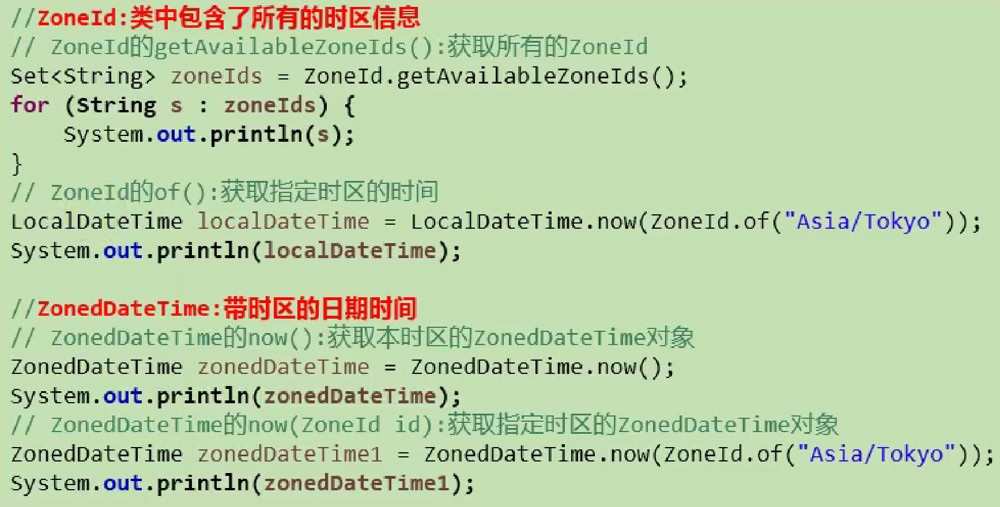 //ZoneId:类中包含了所有的时区信息
// ZoneId的getAvailableZoneIds():获取所有的ZoneId
Set<String> zoneIds = ZoneId.getAvailableZoneIds();
for (String s : zoneIds) {
    System.out.println(s);
}
// ZoneId的of():获取指定时区的时间
LocalDateTime localDateTime = LocalDateTime.now(ZoneId.of("Asia/Tokyo"));
System.out.println(localDateTime);
//ZonedDateTime:带时区的日期时间
// ZonedDateTime的now():获取本时区的ZonedDateTime对象
ZonedDateTime zonedDateTime = ZonedDateTime.now();
System.out.println(zonedDateTime);
// ZonedDateTime的now(ZoneId id):获取指定时区的ZonedDateTime对象
ZonedDateTime zonedDateTime1 = ZonedDateTime.now(ZoneId.of("Asia/Tokyo"));
System.out.println(zonedDateTime1);